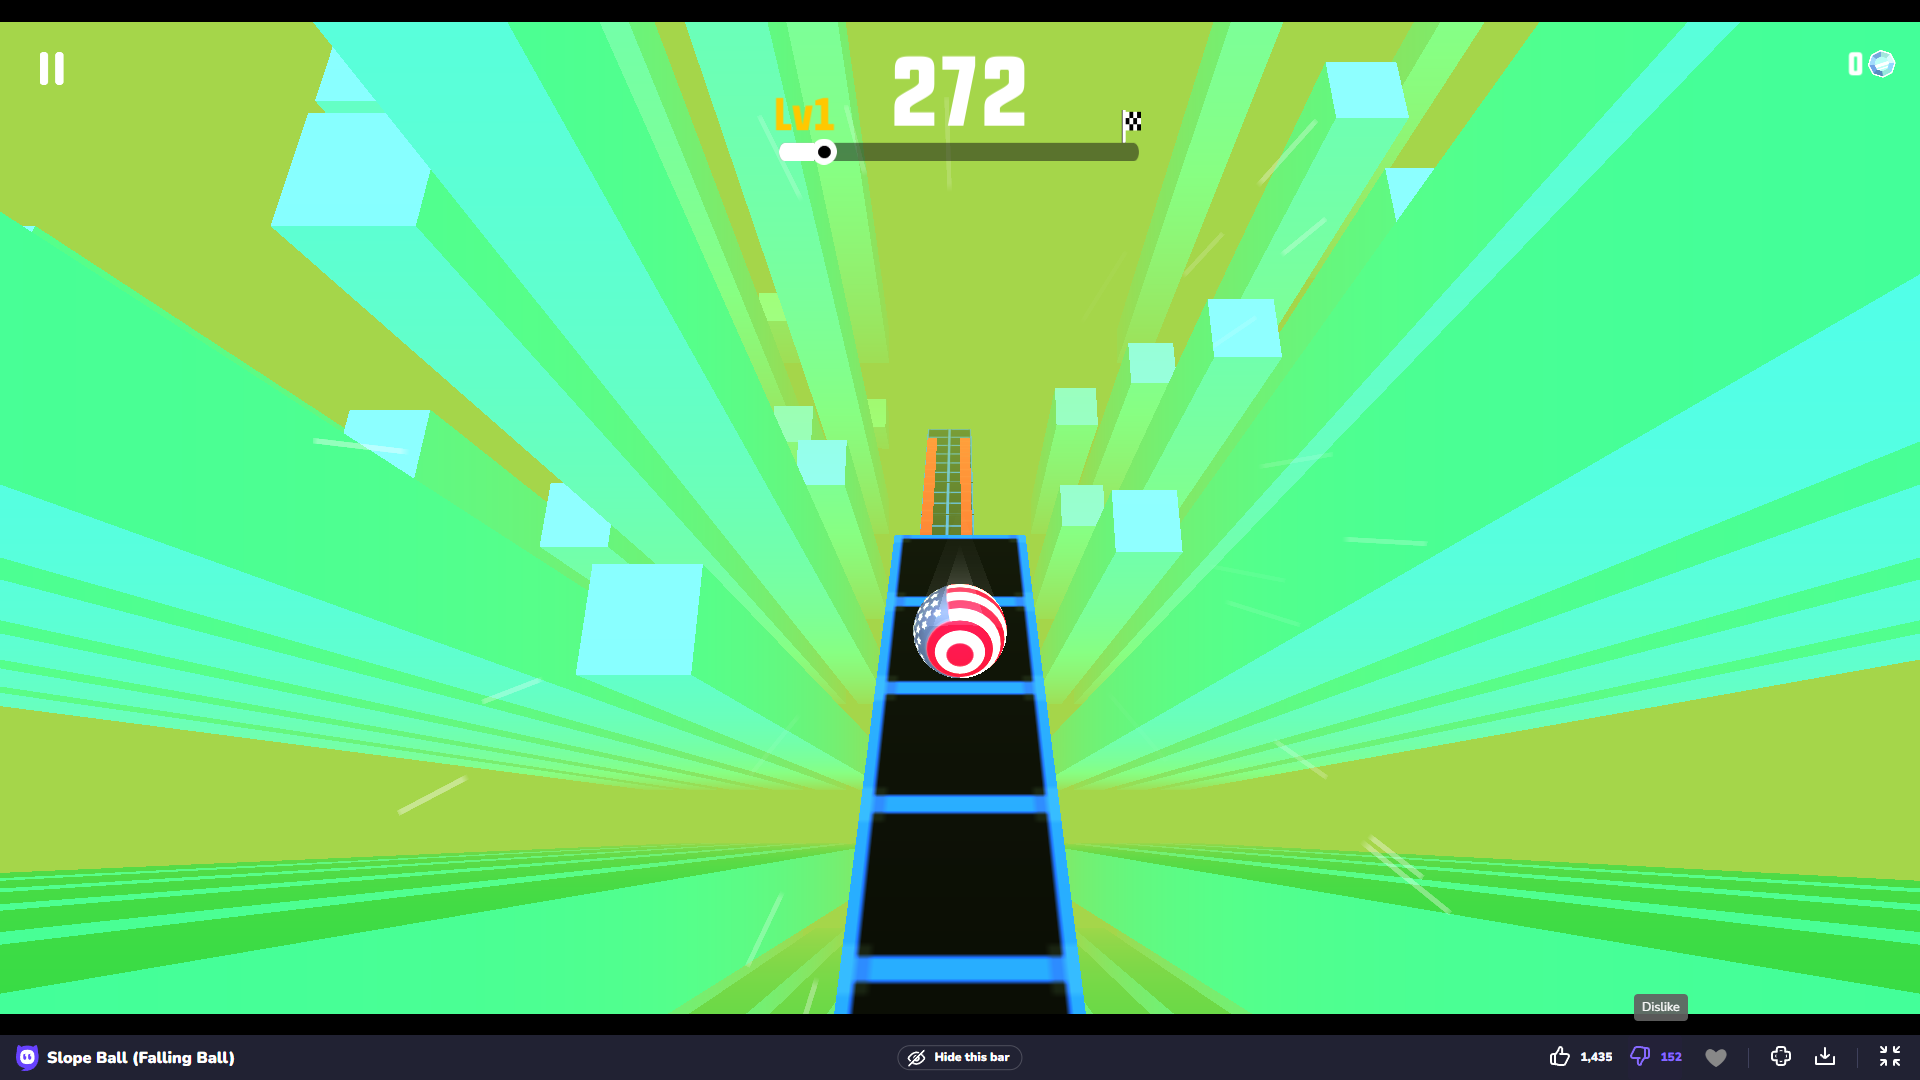 272
Lv1
0
Dislike
Slope Ball (Falling Ball)
Hide this bar
1,435
152